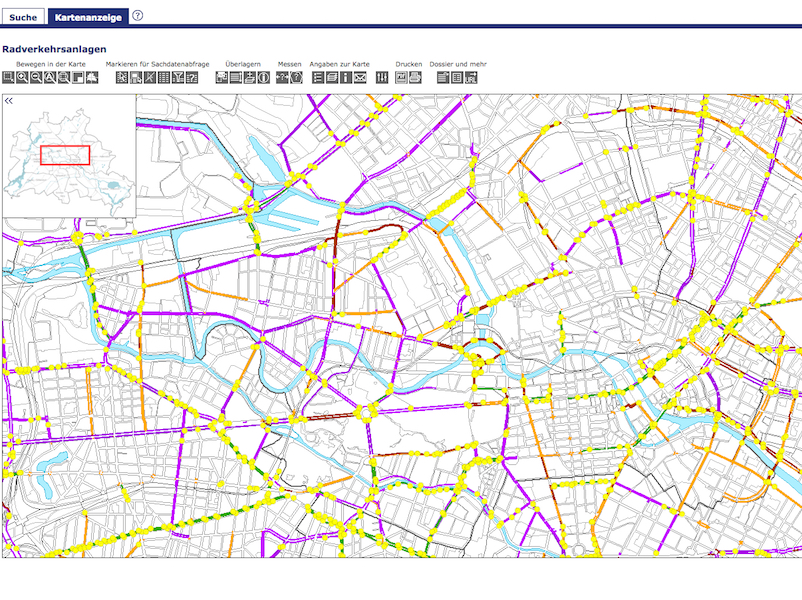 Suche Kartenanzeige ?
Radverkehrsanlagen
Bewegen in der Karte Markieren für Sachdatenabfrage Überlagern Messen Angaben zur Karte Drucken Dossier und mehr
«